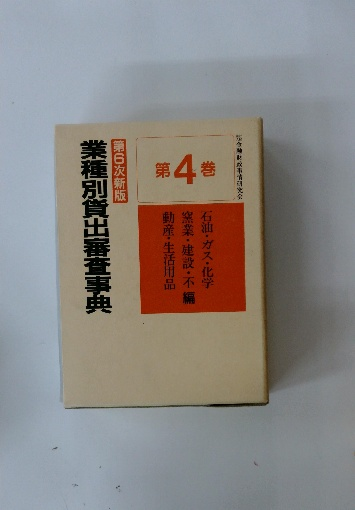 第6次新版
業種別貸出審査事典
第4巻
石油・ガス・化学
窯業・建設・不
動産・生活用品
編